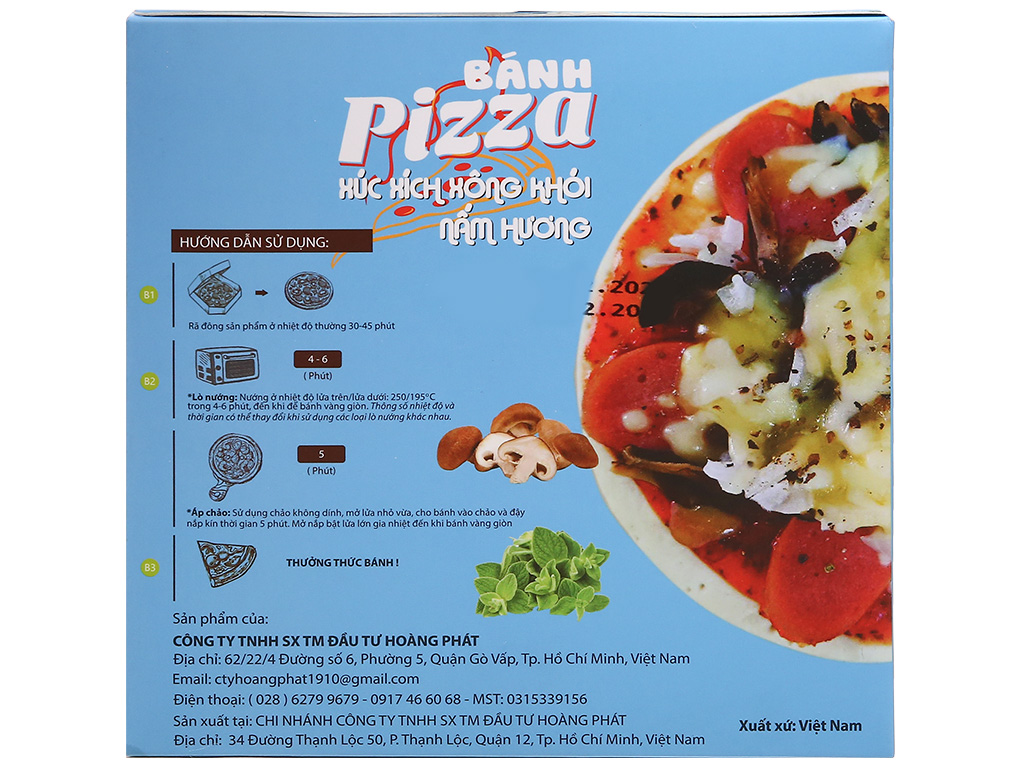 BÁNH
Pizza
XÚC XÍCH XÔNG KHÓI
NẤM HƯƠNG
HƯỚNG DẪN SỬ DỤNG:
B1
Rã đông sản phẩm ở nhiệt độ thường 30-45 phút
B2
4 - 6
( Phút)
*Lò nướng: Nướng ở nhiệt độ lửa trên/lửa dưới: 250/195°C
trong 4-6 phút, đến khi đế bánh vàng giòn. Thông số nhiệt độ và
thời gian có thể thay đổi khi sử dụng các loại lò nướng khác nhau.
5
(Phút)
*Áp chảo: Sử dụng chảo không dính, mở lửa nhỏ vừa, cho bánh vào chảo và đậy
nắp kín thời gian 5 phút. Mở nắp bật lửa lớn gia nhiệt đến khi bánh vàng giòn
B3
THƯỞNG THỨC BÁNH !
Sản phẩm của:
CÔNG TY TNHH SX TM ĐẦU TƯ HOÀNG PHÁT
Địa chỉ: 62/22/4 Đường số 6, Phường 5, Quận Gò Vấp, Tp. Hồ Chí Minh, Việt Nam
Email: ctyhoangphat1910@gmail.com
Điện thoại: ( 028 ) 6279 9679 - 0917 46 60 68 - MST: 0315339156
Sản xuất tại: CHI NHÁNH CÔNG TY TNHH SX TM ĐẦU TƯ HOÀNG PHÁT
Địa chỉ: 34 Đường Thạnh Lộc 50, P. Thạnh Lộc, Quận 12, Tp. Hồ Chí Minh, Việt Nam
Xuất xứ: Việt Nam